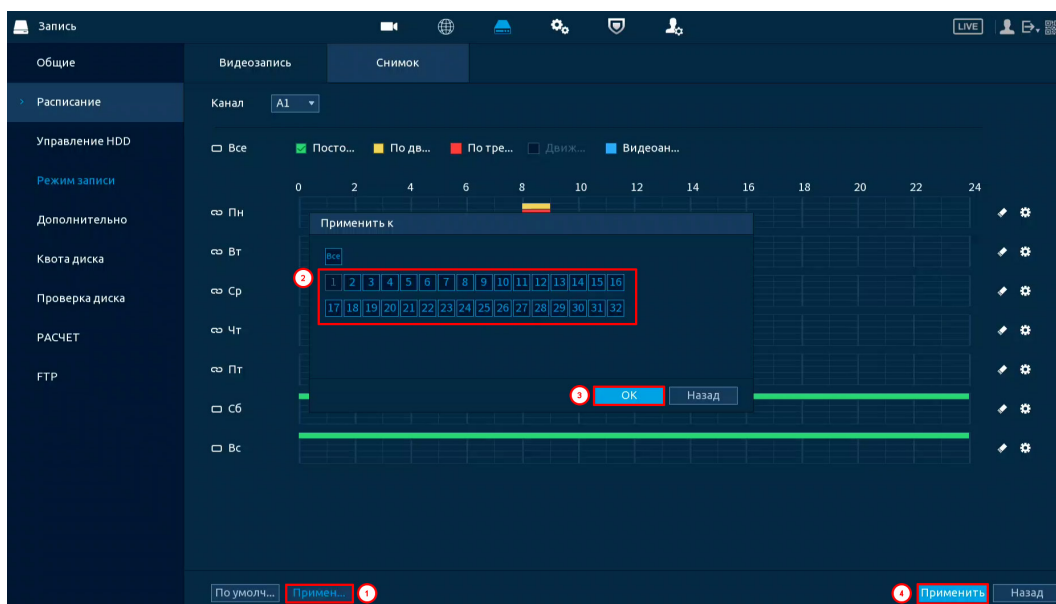 Запись LIVE
Общие
Расписание
Управление HDD
Режим записи
Дополнительно
Квота диска
Проверка диска
РАСЧЕТ
FTP
Видеозапись Снимок
Канал A1
Все Посто... По дв... По тре... Движ... Видеоан...
0 2 4 6 8 10 12 14 16 18 20 22 24
Пн
Вт
Ср
Чт
Пт
Сб
Вс
Применить к
Все
2
1 2 3 4 5 6 7 8 9 10 11 12 13 14 15 16
17 18 19 20 21 22 23 24 25 26 27 28 29 30 31 32
3 OK Назад
По умолч... Примен... 1 4 Применить Назад